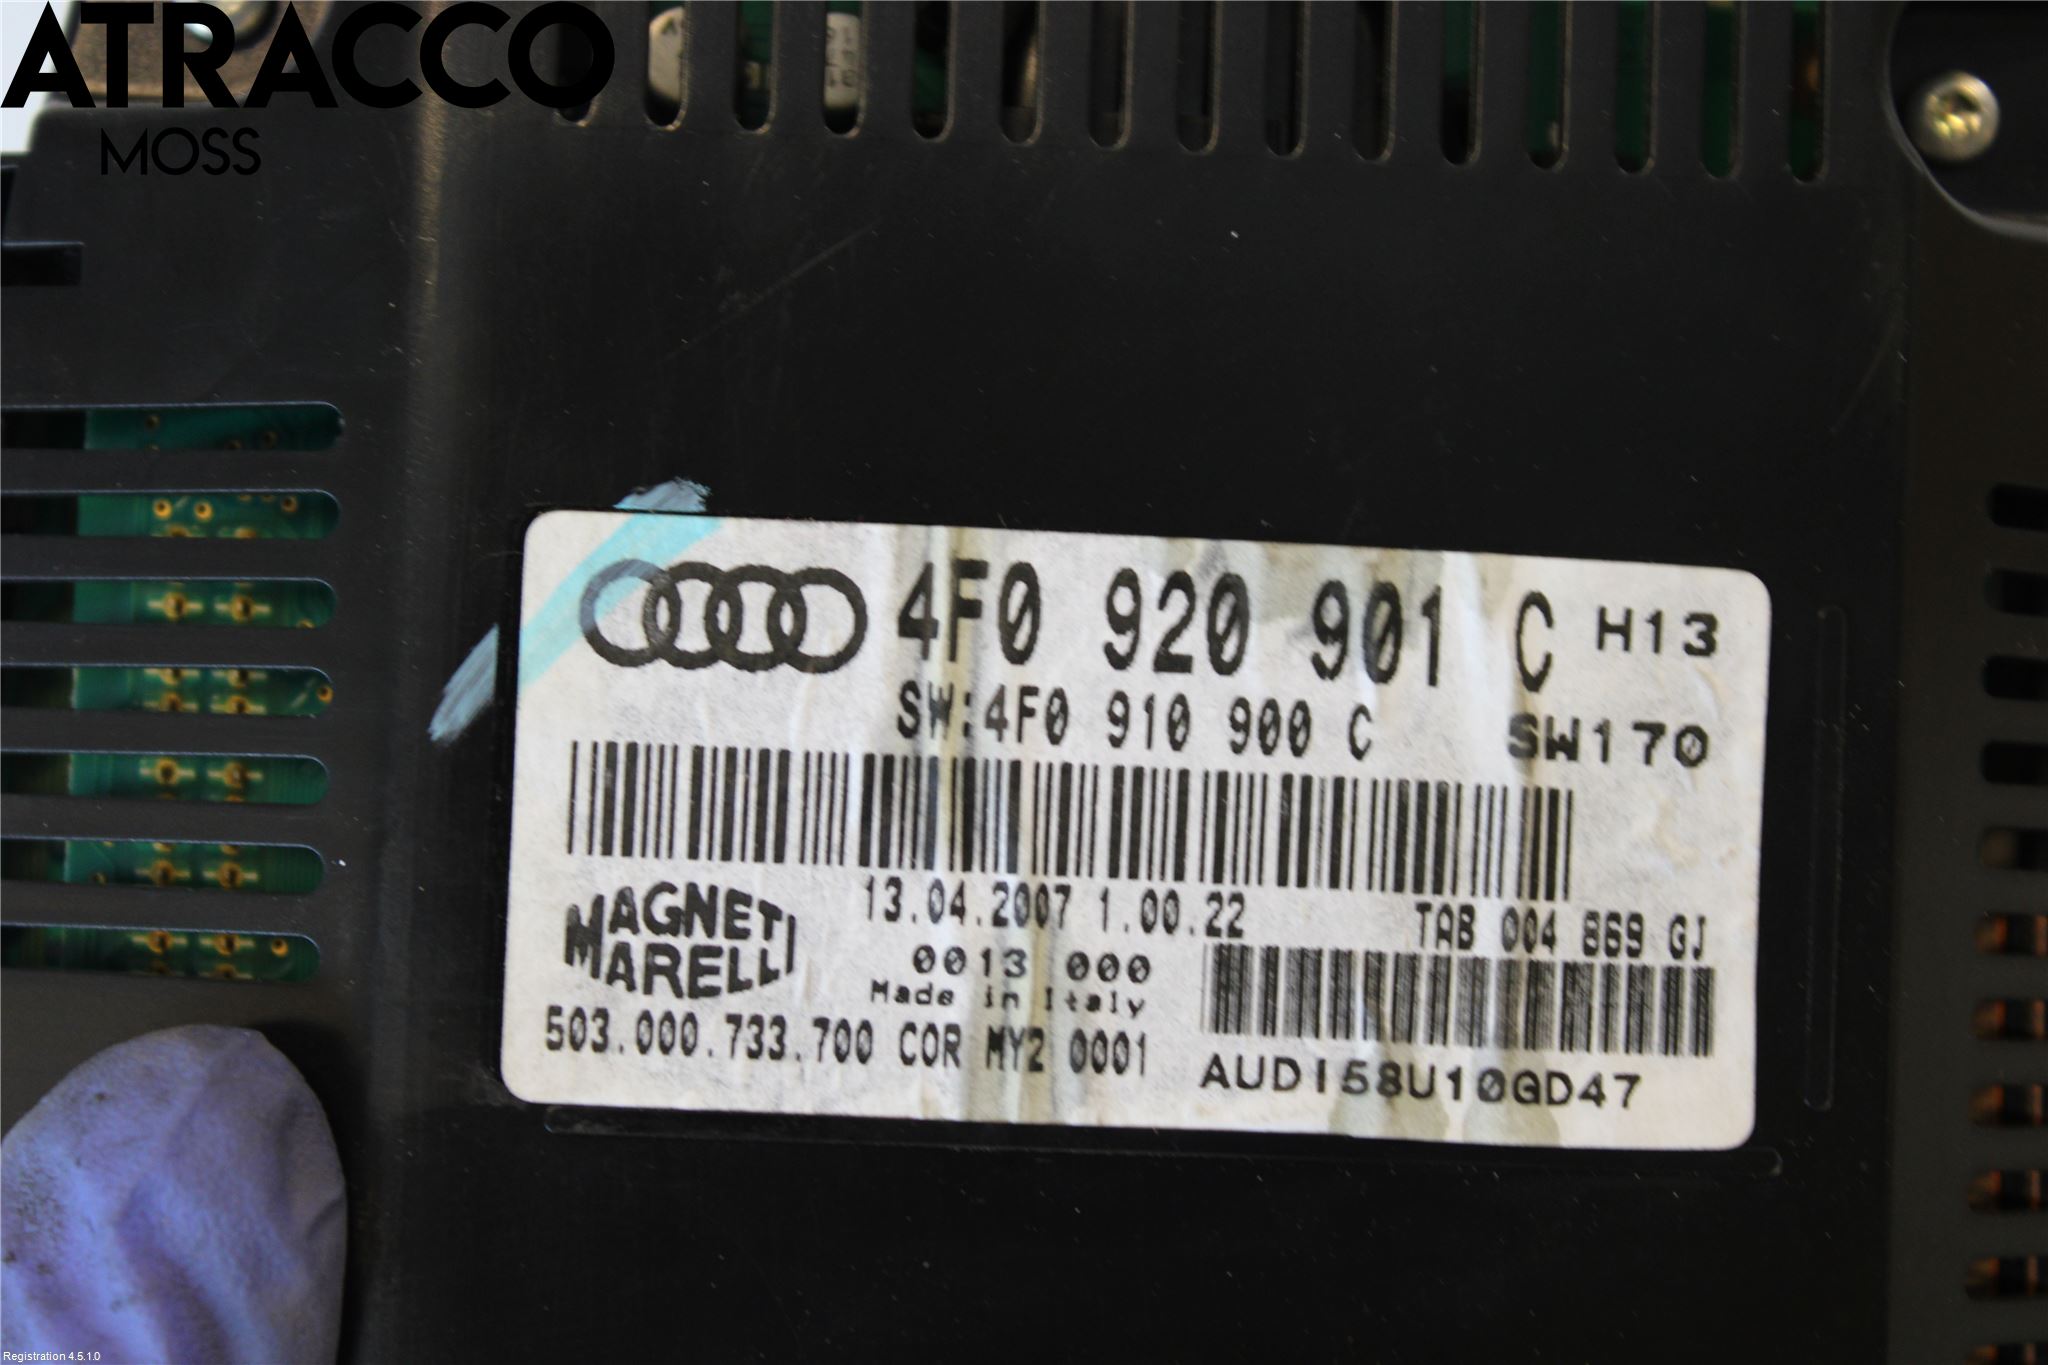 ATRACCO
MOSS
4F0 920 901 C H13
SW:4F0 910 900 C SW170
MAGNETI
MARELLI
13.04.2007 1.00.22 TAB 004 869 GJ
0013 000
Made in Italy
503.000.733.700 COR MY2 0001
AUDI58U10GD47
Registration 4.5.1.0